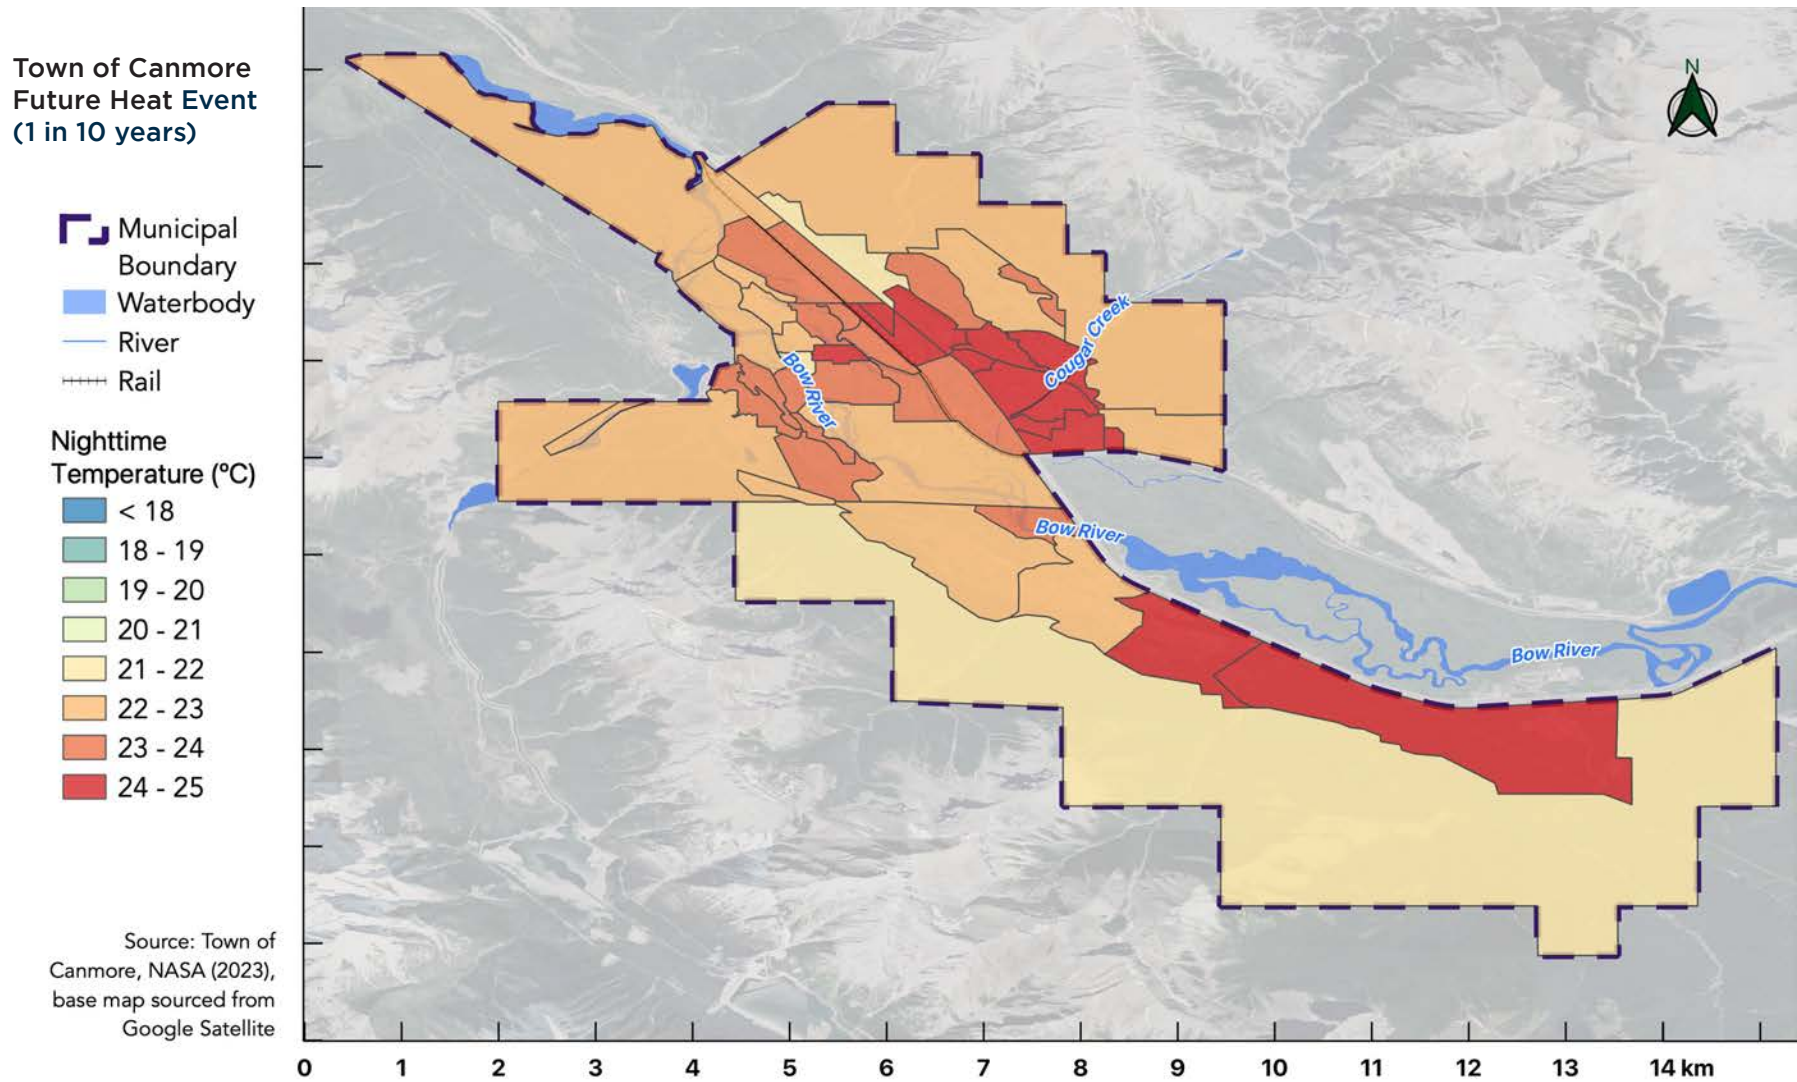 Town of Canmore
Future Heat Event
(1 in 10 years)
N
Municipal
Boundary
Waterbody
River
Rail
Nighttime
Temperature (ºC)
< 18
18 - 19
19 - 20
20 - 21
21 - 22
22 - 23
23 - 24
24 - 25
Cougar Creek
Bow River
Bow River
Bow River
Source: Town of
Canmore, NASA (2023),
base map sourced from
Google Satellite
0 1 2 3 4 5 6 7 8 9 10 11 12 13 14 km